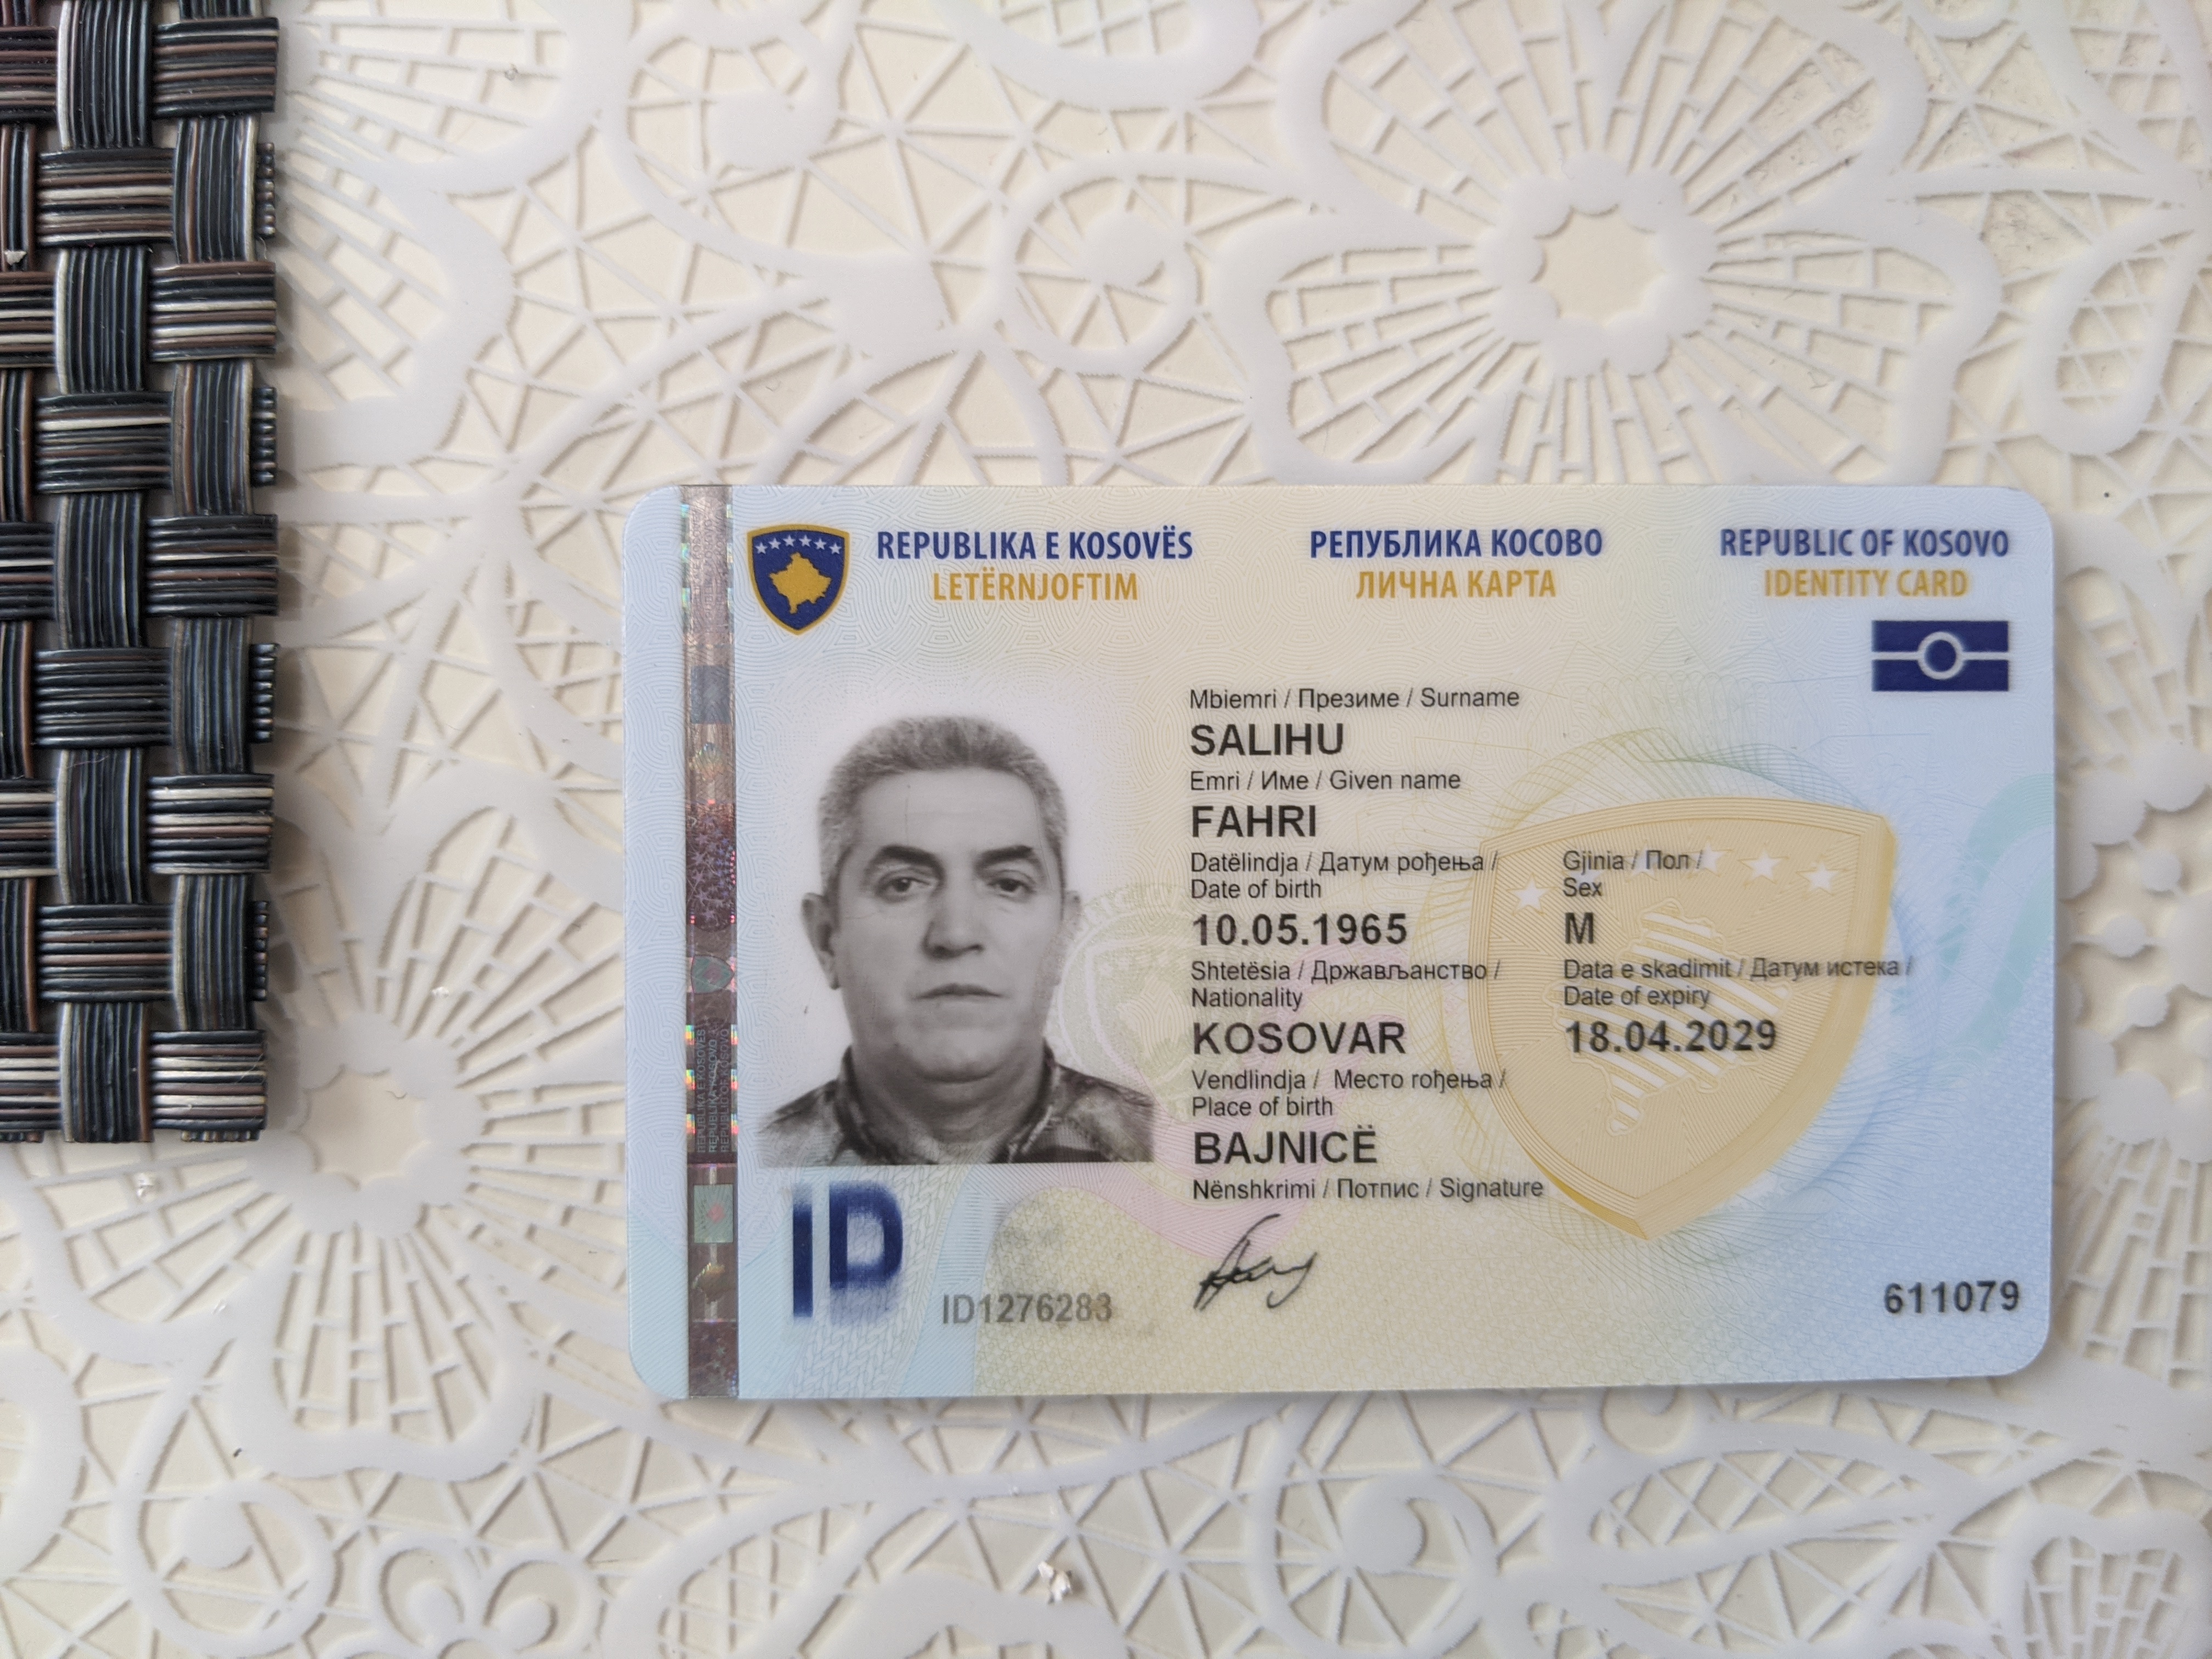 REPUBLIKA E KOSOVËS РЕПУБЛИКА КОСОВО REPUBLIC OF KOSOVO
LETËRNJOFTIM ЛИЧНА КАРТА IDENTITY CARD
REPUBLIKA E KOSOVËS
REPUBLIKA KOSOVO
REPUBLIC OF KOSOVO
Mbiemri / Презиме / Surname
SALIHU
Emri / Име / Given name
FAHRI
Datëlindja / Датум рођења / Gjinia / Пол /
Date of birth Sex
10.05.1965 M
Shtetësia / Држављанство / Data e skadimit / Датум истека /
Nationality Date of expiry
KOSOVAR 18.04.2029
Vendlindja / Место рођења /
Place of birth
BAJNICË
Nënshkrimi / Потпис / Signature
ID
ID1276283
611079